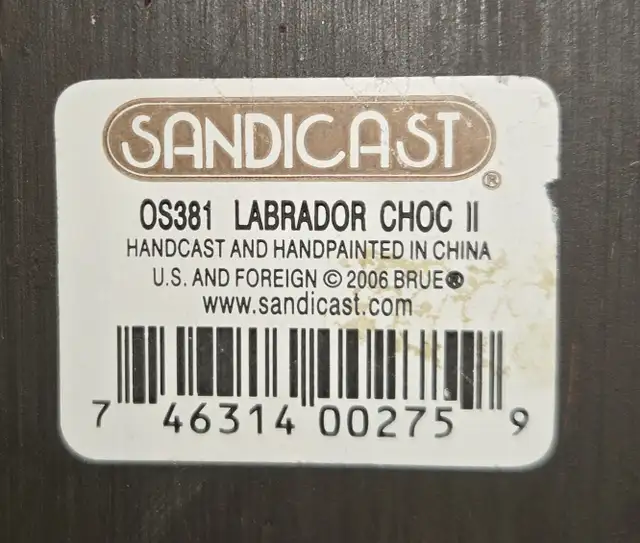 SANDICAST®
OS381 LABRADOR CHOC II
HANDCAST AND HANDPAINTED IN CHINA
U.S. AND FOREIGN © 2006 BRUE®
www.sandicast.com
7 46314 00275 9